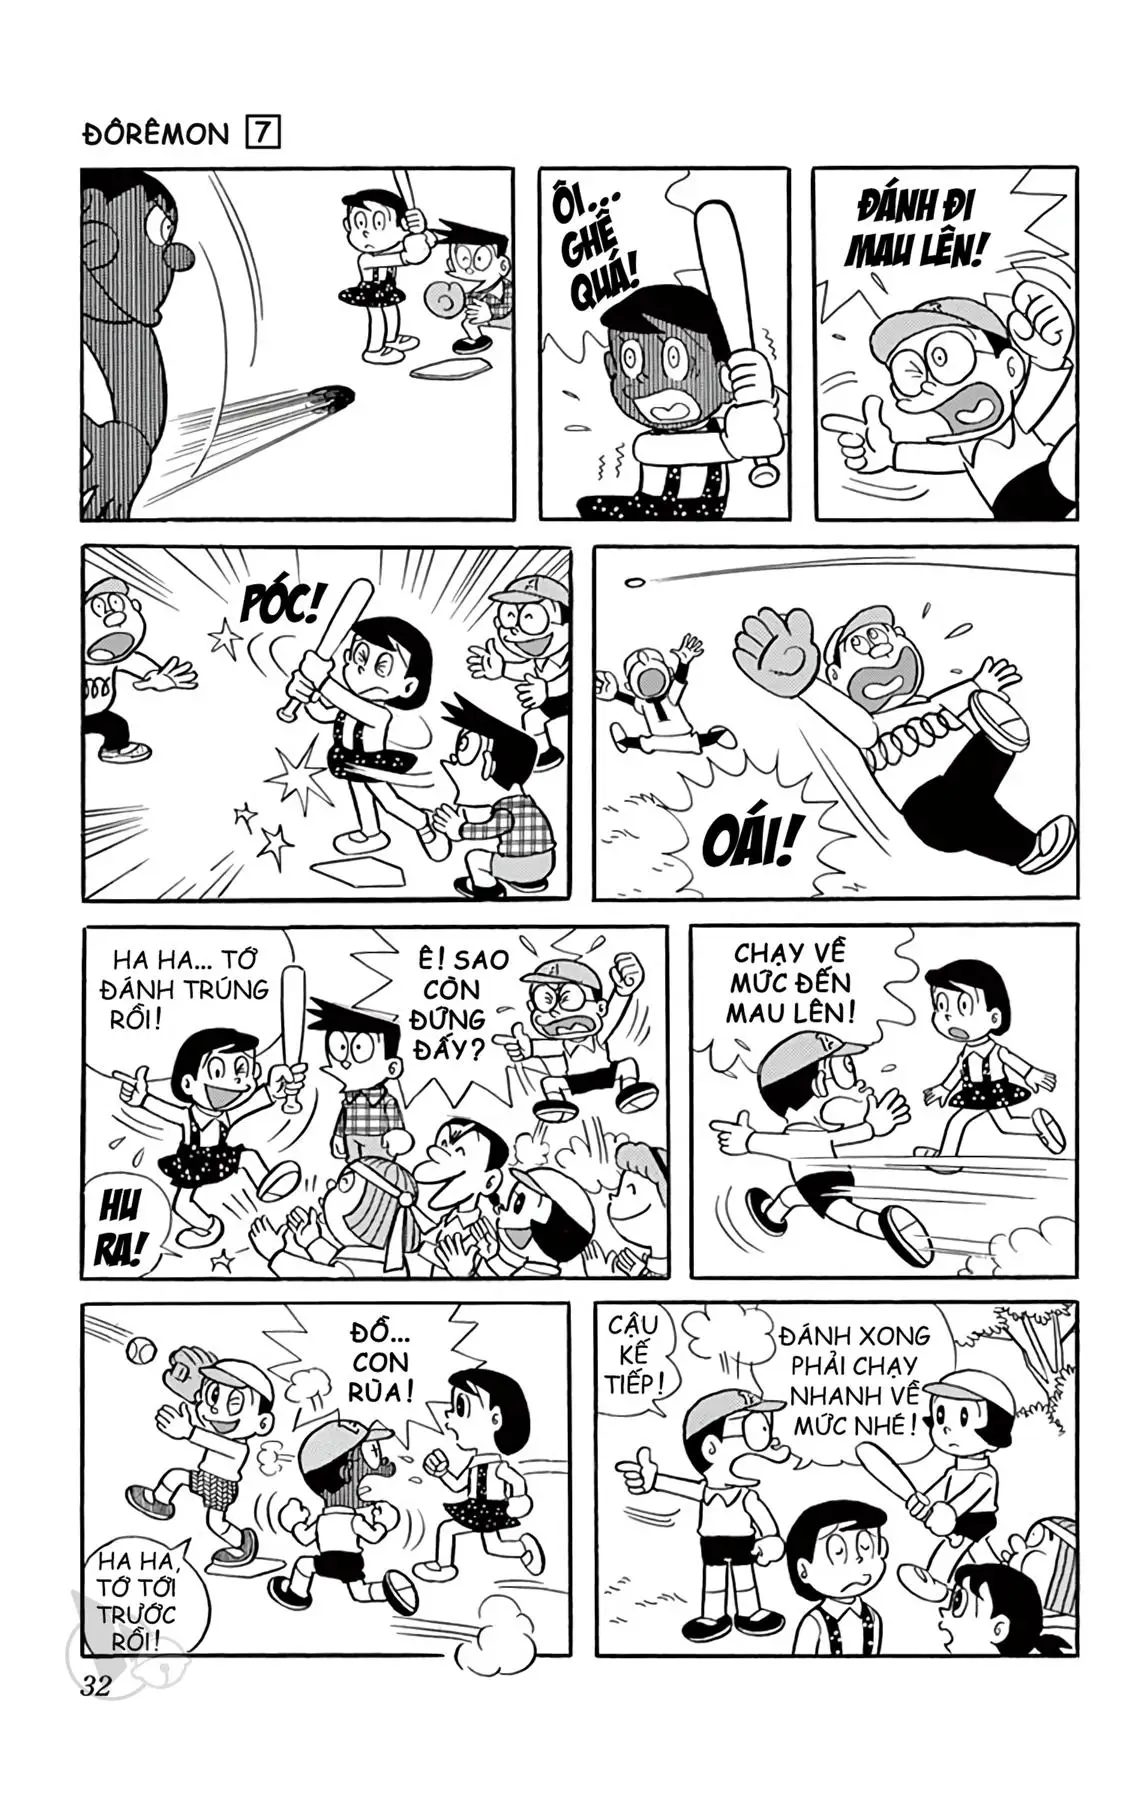 ĐÔRÊMON 7
ÔI...
GHÊ
QUÁ!
ĐÁNH ĐI
MAU LÊN!
PÓC!
OÁI!
HA HA... TỚ
ĐÁNH TRÚNG
RỒI!
HU
RA!
Ê! SAO
CÒN
ĐỨNG
ĐẤY?
CHẠY VỀ
MỨC ĐẾN
MAU LÊN!
HA HA,
TỚ TỚI
TRƯỚC
RỒI!
ĐỒ...
CON
RÙA!
CẬU
KẾ
TIẾP!
ĐÁNH XONG
PHẢI CHẠY
NHANH VỀ
MỨC NHÉ!
32